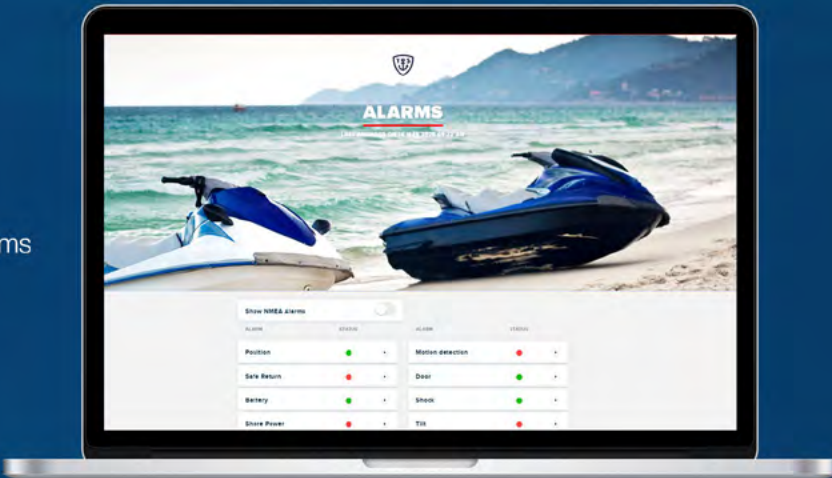 ms
ALARMS
Show NMEA Alarms
ALARM STATUS ALARM STATUS
Position Motion detection
Safe Return Door
Battery Shock
Shore Power Tilt